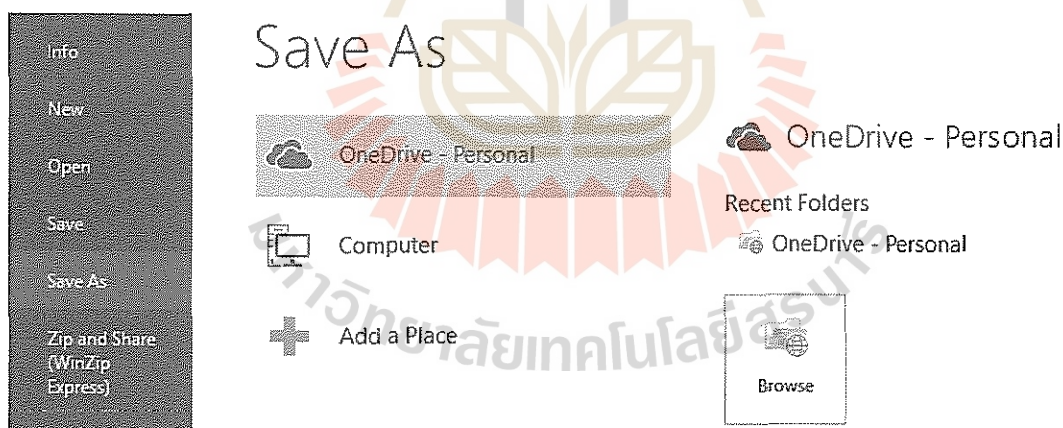 Info
New
Open
Save
Save As
Zip and Share
(WinZip
Express)
Save As
OneDrive - Personal
Computer
Add a Place
OneDrive - Personal
Recent Folders
OneDrive - Personal
Browse
มหาวิทยาลัยเทคโนโลยีสุรนารี